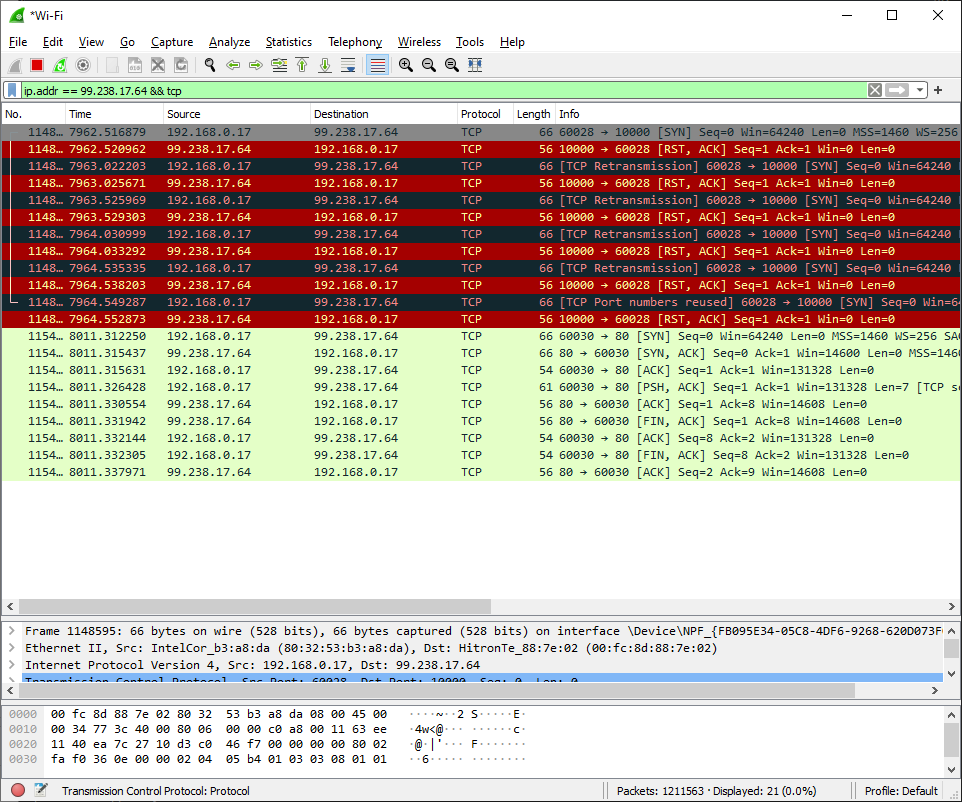 *Wi-Fi
File Edit View Go Capture Analyze Statistics Telephony Wireless Tools Help
ip.addr == 99.238.17.64 && tcp
No. Time Source Destination Protocol Length Info
1148… 7962.516879 192.168.0.17 99.238.17.64 TCP 66 60028 → 10000 [SYN] Seq=0 Win=64240 Len=0 MSS=1460 WS=256
1148… 7962.520962 99.238.17.64 192.168.0.17 TCP 56 10000 → 60028 [RST, ACK] Seq=1 Ack=1 Win=0 Len=0
1148… 7963.022203 192.168.0.17 99.238.17.64 TCP 66 [TCP Retransmission] 60028 → 10000 [SYN] Seq=0 Win=64240
1148… 7963.025671 99.238.17.64 192.168.0.17 TCP 56 10000 → 60028 [RST, ACK] Seq=1 Ack=1 Win=0 Len=0
1148… 7963.525969 192.168.0.17 99.238.17.64 TCP 66 [TCP Retransmission] 60028 → 10000 [SYN] Seq=0 Win=64240
1148… 7963.529303 99.238.17.64 192.168.0.17 TCP 56 10000 → 60028 [RST, ACK] Seq=1 Ack=1 Win=0 Len=0
1148… 7964.030999 192.168.0.17 99.238.17.64 TCP 66 [TCP Retransmission] 60028 → 10000 [SYN] Seq=0 Win=64240
1148… 7964.033292 99.238.17.64 192.168.0.17 TCP 56 10000 → 60028 [RST, ACK] Seq=1 Ack=1 Win=0 Len=0
1148… 7964.535335 192.168.0.17 99.238.17.64 TCP 66 [TCP Retransmission] 60028 → 10000 [SYN] Seq=0 Win=64240
1148… 7964.538203 99.238.17.64 192.168.0.17 TCP 56 10000 → 60028 [RST, ACK] Seq=1 Ack=1 Win=0 Len=0
1148… 7964.549287 192.168.0.17 99.238.17.64 TCP 66 [TCP Port numbers reused] 60028 → 10000 [SYN] Seq=0 Win=64
1148… 7964.552873 99.238.17.64 192.168.0.17 TCP 56 10000 → 60028 [RST, ACK] Seq=1 Ack=1 Win=0 Len=0
1154… 8011.312250 192.168.0.17 99.238.17.64 TCP 66 60030 → 80 [SYN] Seq=0 Win=64240 Len=0 MSS=1460 WS=256 SAC
1154… 8011.315437 99.238.17.64 192.168.0.17 TCP 66 80 → 60030 [SYN, ACK] Seq=0 Ack=1 Win=14600 Len=0 MSS=1460
1154… 8011.315631 192.168.0.17 99.238.17.64 TCP 54 60030 → 80 [ACK] Seq=1 Ack=1 Win=131328 Len=0
1154… 8011.326428 192.168.0.17 99.238.17.64 TCP 61 60030 → 80 [PSH, ACK] Seq=1 Ack=1 Win=131328 Len=7 [TCP se
1154… 8011.330554 99.238.17.64 192.168.0.17 TCP 56 80 → 60030 [ACK] Seq=1 Ack=8 Win=14608 Len=0
1154… 8011.331942 99.238.17.64 192.168.0.17 TCP 56 80 → 60030 [FIN, ACK] Seq=1 Ack=8 Win=14608 Len=0
1154… 8011.332144 192.168.0.17 99.238.17.64 TCP 54 60030 → 80 [ACK] Seq=8 Ack=2 Win=131328 Len=0
1154… 8011.332305 192.168.0.17 99.238.17.64 TCP 54 60030 → 80 [FIN, ACK] Seq=8 Ack=2 Win=131328 Len=0
1154… 8011.337971 99.238.17.64 192.168.0.17 TCP 56 80 → 60030 [ACK] Seq=2 Ack=9 Win=14608 Len=0
Frame 1148595: 66 bytes on wire (528 bits), 66 bytes captured (528 bits) on interface \Device\NPF_{FB095E34-05C8-4DF6-9268-620D073F
Ethernet II, Src: IntelCor_b3:a8:da (80:32:53:b3:a8:da), Dst: HitronTe_88:7e:02 (00:fc:8d:88:7e:02)
Internet Protocol Version 4, Src: 192.168.0.17, Dst: 99.238.17.64
Transmission Control Protocol, Src Port: 60028, Dst Port: 10000, Seq: 0, Len: 0
0000 00 fc 8d 88 7e 02 80 32 53 b3 a8 da 08 00 45 00 ····~··2 S·····E·
0010 00 34 77 3c 40 00 80 06 00 00 c0 a8 00 11 63 ee ·4w<@··· ······c·
0020 11 40 ea 7c 27 10 d3 c0 46 f7 00 00 00 00 80 02 ·@·|'··· F·······
0030 fa f0 36 0e 00 00 02 04 05 b4 01 03 03 08 01 01 ··6····· ········
Transmission Control Protocol: Protocol
Packets: 1211563 · Displayed: 21 (0.0%)
Profile: Default